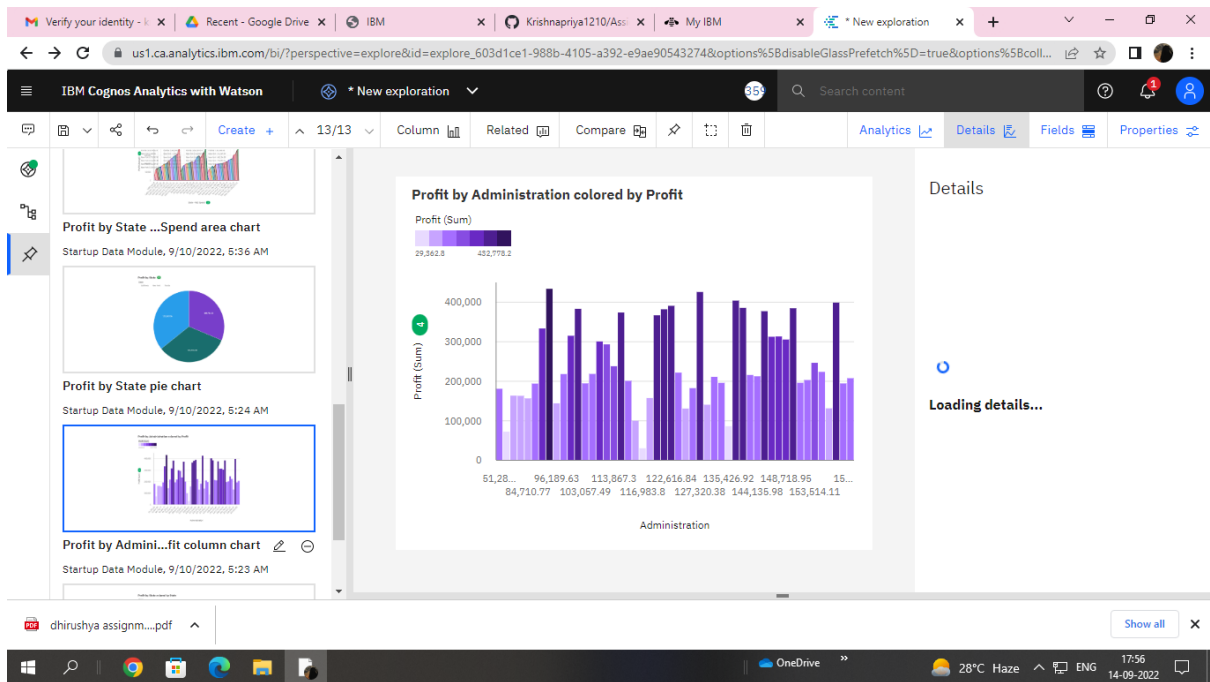 Verify your identity - k
Recent - Google Drive
IBM
Krishnapriya1210/Ass
My IBM
* New exploration
us1.ca.analytics.ibm.com/bi/?perspective=explore&id=explore_603d1ce1-988b-4105-a392-e9ae90543274&options%5BdisableGlassPrefetch%5D=true&options%5Bcoll...
IBM Cognos Analytics with Watson
* New exploration
359
Search content
1
Create +
13/13
Column
Related
Compare
Analytics
Details
Fields
Properties
Profit by State ...Spend area chart
Startup Data Module, 9/10/2022, 5:36 AM
Profit by State pie chart
Startup Data Module, 9/10/2022, 5:24 AM
Profit by Admini...fit column chart
Startup Data Module, 9/10/2022, 5:23 AM
Profit by Administration colored by Profit
Profit (Sum)
29,362.8 432,778.2
4
Profit (Sum)
400,000
300,000
200,000
100,000
0
51,28... 96,189.63 113,867.3 122,616.84 135,426.92 148,718.95 15...
84,710.77 103,057.49 116,983.8 127,320.38 144,135.98 153,514.11
Administration
Details
Loading details...
PDF
dhirushya assignm....pdf
Show all
OneDrive
28°C Haze
ENG
17:56
14-09-2022